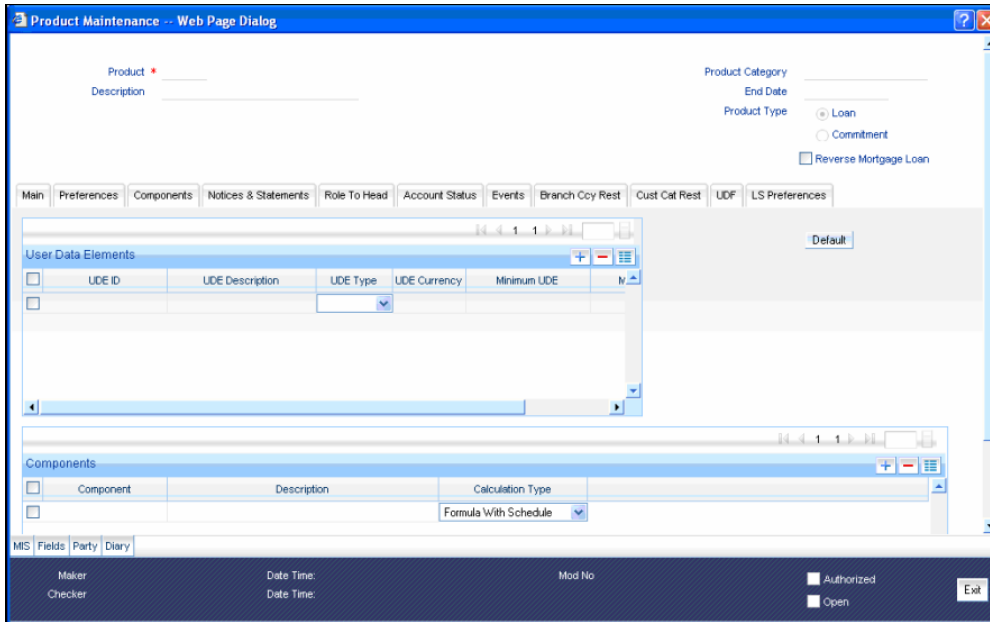 Product Maintenance -- Web Page Dialog
Product *
Product Category
Description
End Date
Product Type
Loan
Commitment
Reverse Mortgage Loan
Main Preferences Components Notices & Statements Role To Head Account Status Events Branch Ccy Rest Cust Cat Rest UDF LS Preferences
1 1
Default
User Data Elements
UDE ID UDE Description UDE Type UDE Currency Minimum UDE
1 1
Components
Component Description Calculation Type
Formula With Schedule
MIS Fields Party Diary
Maker Date Time: Mod No Authorized
Checker Date Time: Open
Exit